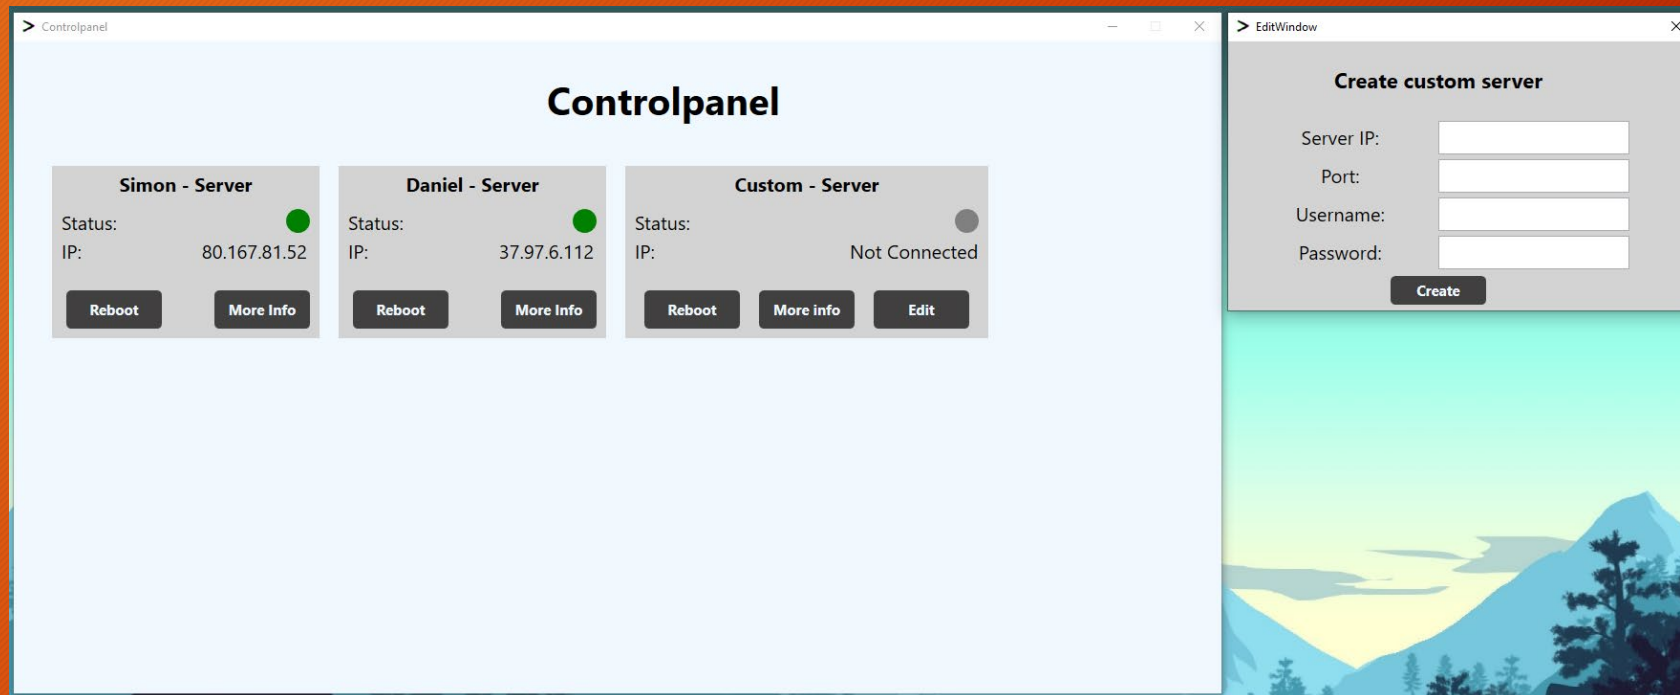 Controlpanel
Controlpanel
Simon - Server
Status:
IP: 80.167.81.52
Reboot More Info
Daniel - Server
Status:
IP: 37.97.6.112
Reboot More Info
Custom - Server
Status:
IP: Not Connected
Reboot More info Edit
EditWindow
Create custom server
Server IP:
Port:
Username:
Password:
Create